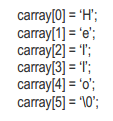 carray[0] = ‘H’;
carray[1] = ‘e’;
carray[2] = ‘l’;
carray[3] = ‘l’;
carray[4] = ‘o’;
carray[5] = ‘\0’;